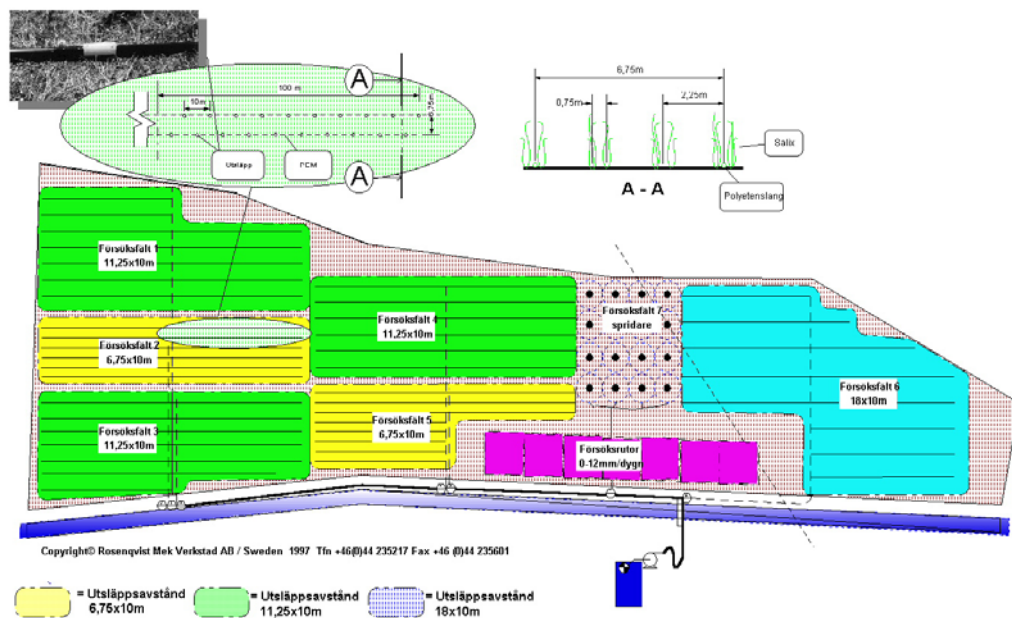 A
100 m
10m
6,75m
Utsläpp
PCM
A
6,75m
0,75m
2,25m
Salix
A - A
Polyetenslang
Försöksfält 1
11,25x10m
Försöksfält 2
6,75x10m
Försöksfält 3
11,25x10m
Försöksfält 4
11,25x10m
Försöksfält 5
6,75x10m
Försöksfält 7
spridare
Försöksfält 6
18x10m
Försöksrutor
0-12mm/dygn
Copyright© Rosenqvist Mek Verkstad AB / Sweden 1997 Tfn +46(0)44 235217 Fax +46 (0)44 235601
= Utsläppsavstånd
6,75x10m
= Utsläppsavstånd
11,25x10m
= Utsläppsavstånd
18x10m